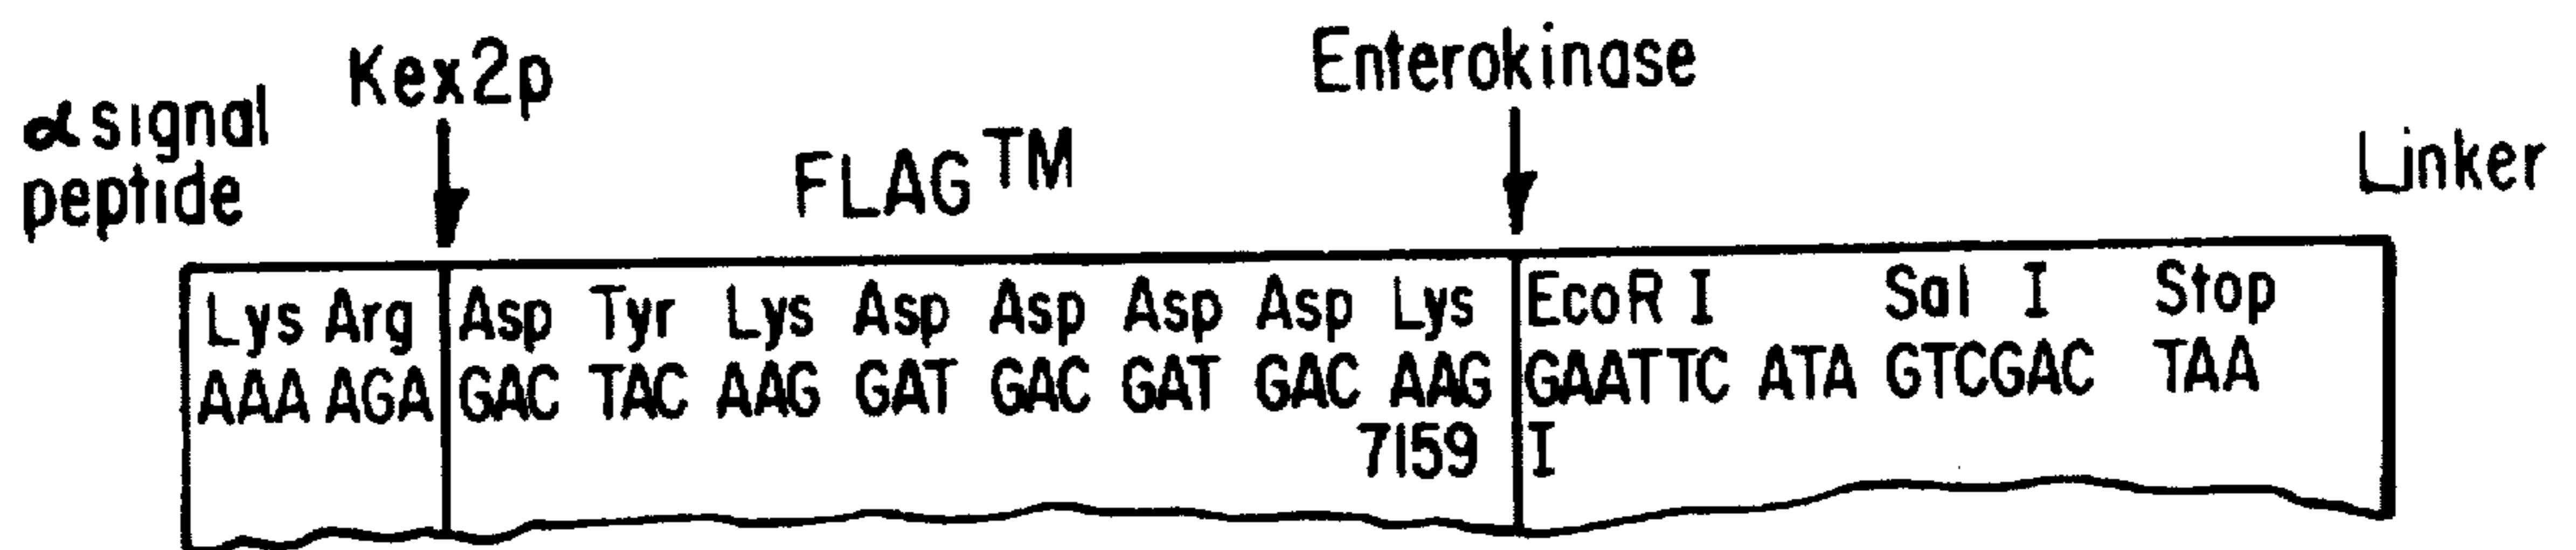 α signal peptide
Kex2p
FLAG™
Enterokinase
Linker
Lys Arg Asp Tyr Lys Asp Asp Asp Asp Lys EcoR I Sal I Stop
AAA AGA GAC TAC AAG GAT GAC GAT GAC AAG GAATTC ATA GTCGAC TAA
7159 I